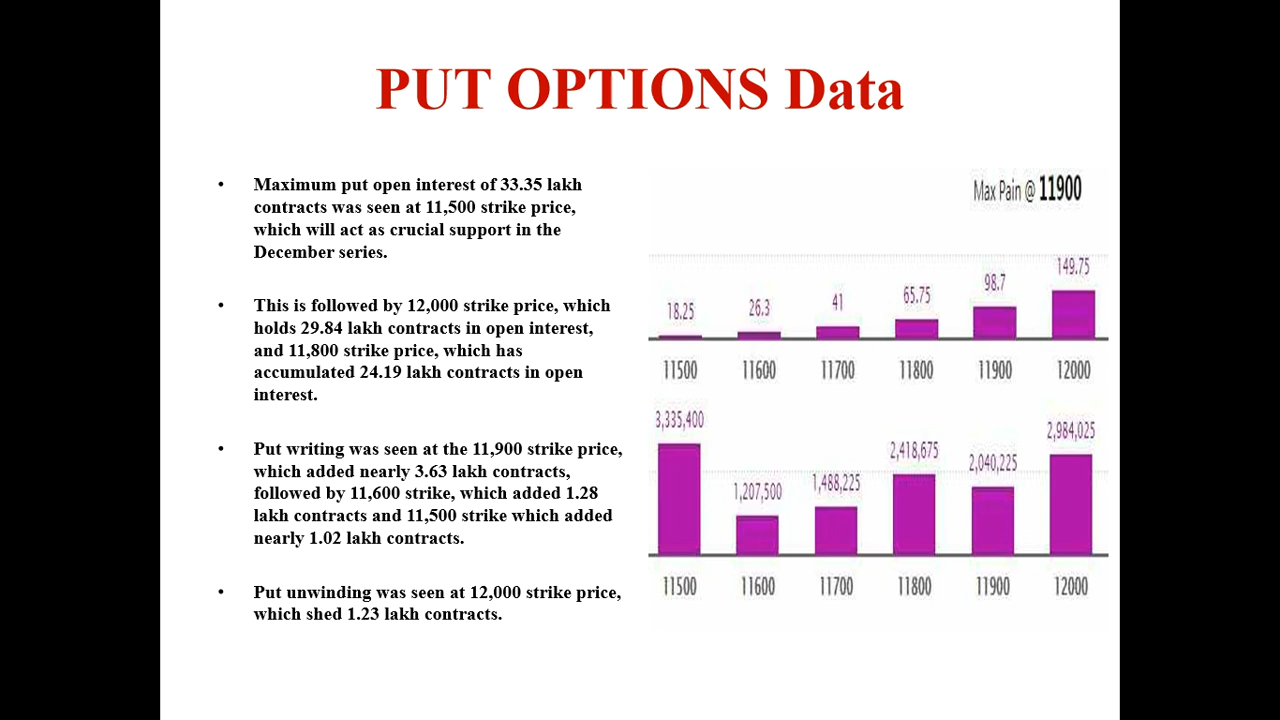 PUT OPTIONS Data
• Maximum put open interest of 33.35 lakh
contracts was seen at 11,500 strike price,
which will act as crucial support in the
December series.
• This is followed by 12,000 strike price, which
holds 29.84 lakh contracts in open interest,
and 11,800 strike price, which has
accumulated 24.19 lakh contracts in open
interest.
• Put writing was seen at the 11,900 strike price,
which added nearly 3.63 lakh contracts,
followed by 11,600 strike, which added 1.28
lakh contracts and 11,500 strike which added
nearly 1.02 lakh contracts.
• Put unwinding was seen at 12,000 strike price,
which shed 1.23 lakh contracts.
Max Pain @ 11900
18.25 26.3 41 65.75 98.7 149.75
11500 11600 11700 11800 11900 12000
3,335,400 1,207,500 1,488,225 2,418,675 2,040,225 2,984,025
11500 11600 11700 11800 11900 12000